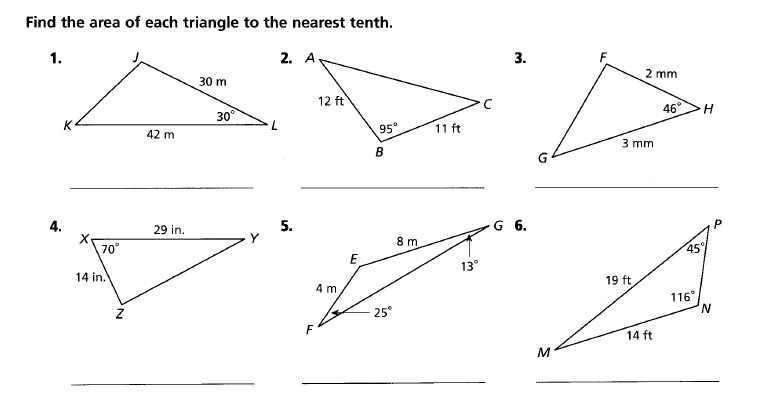 Find the area of each triangle to the nearest tenth.
1. 2. 3.
J
30 m
30°
K
L
42 m
A
12 ft
C
95°
11 ft
B
F
2 mm
46°
H
3 mm
G
4. 5. 6.
X
29 in.
Y
70°
14 in.
Z
G
8 m
E
13°
4 m
25°
F
P
45°
19 ft
116°
N
14 ft
M